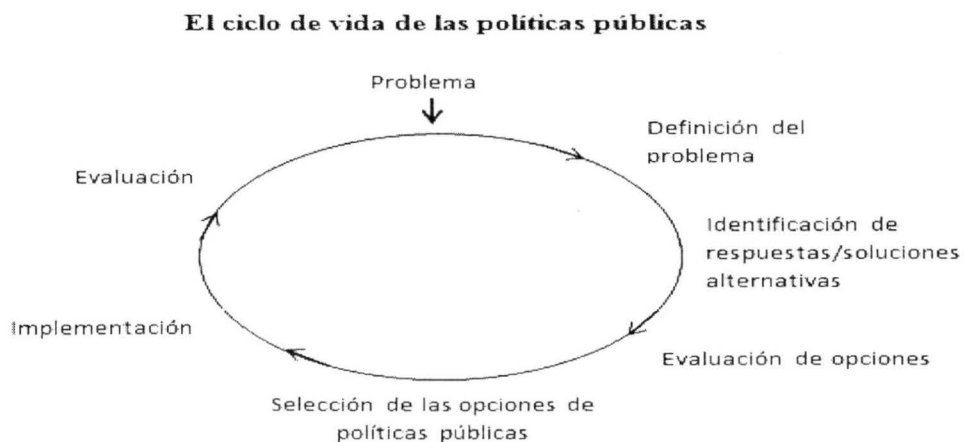 El ciclo de vida de las políticas públicas
Problema
Definición del
problema
Identificación de
respuestas/soluciones
alternativas
Evaluación de opciones
Selección de las opciones de
políticas públicas
Implementación
Evaluación